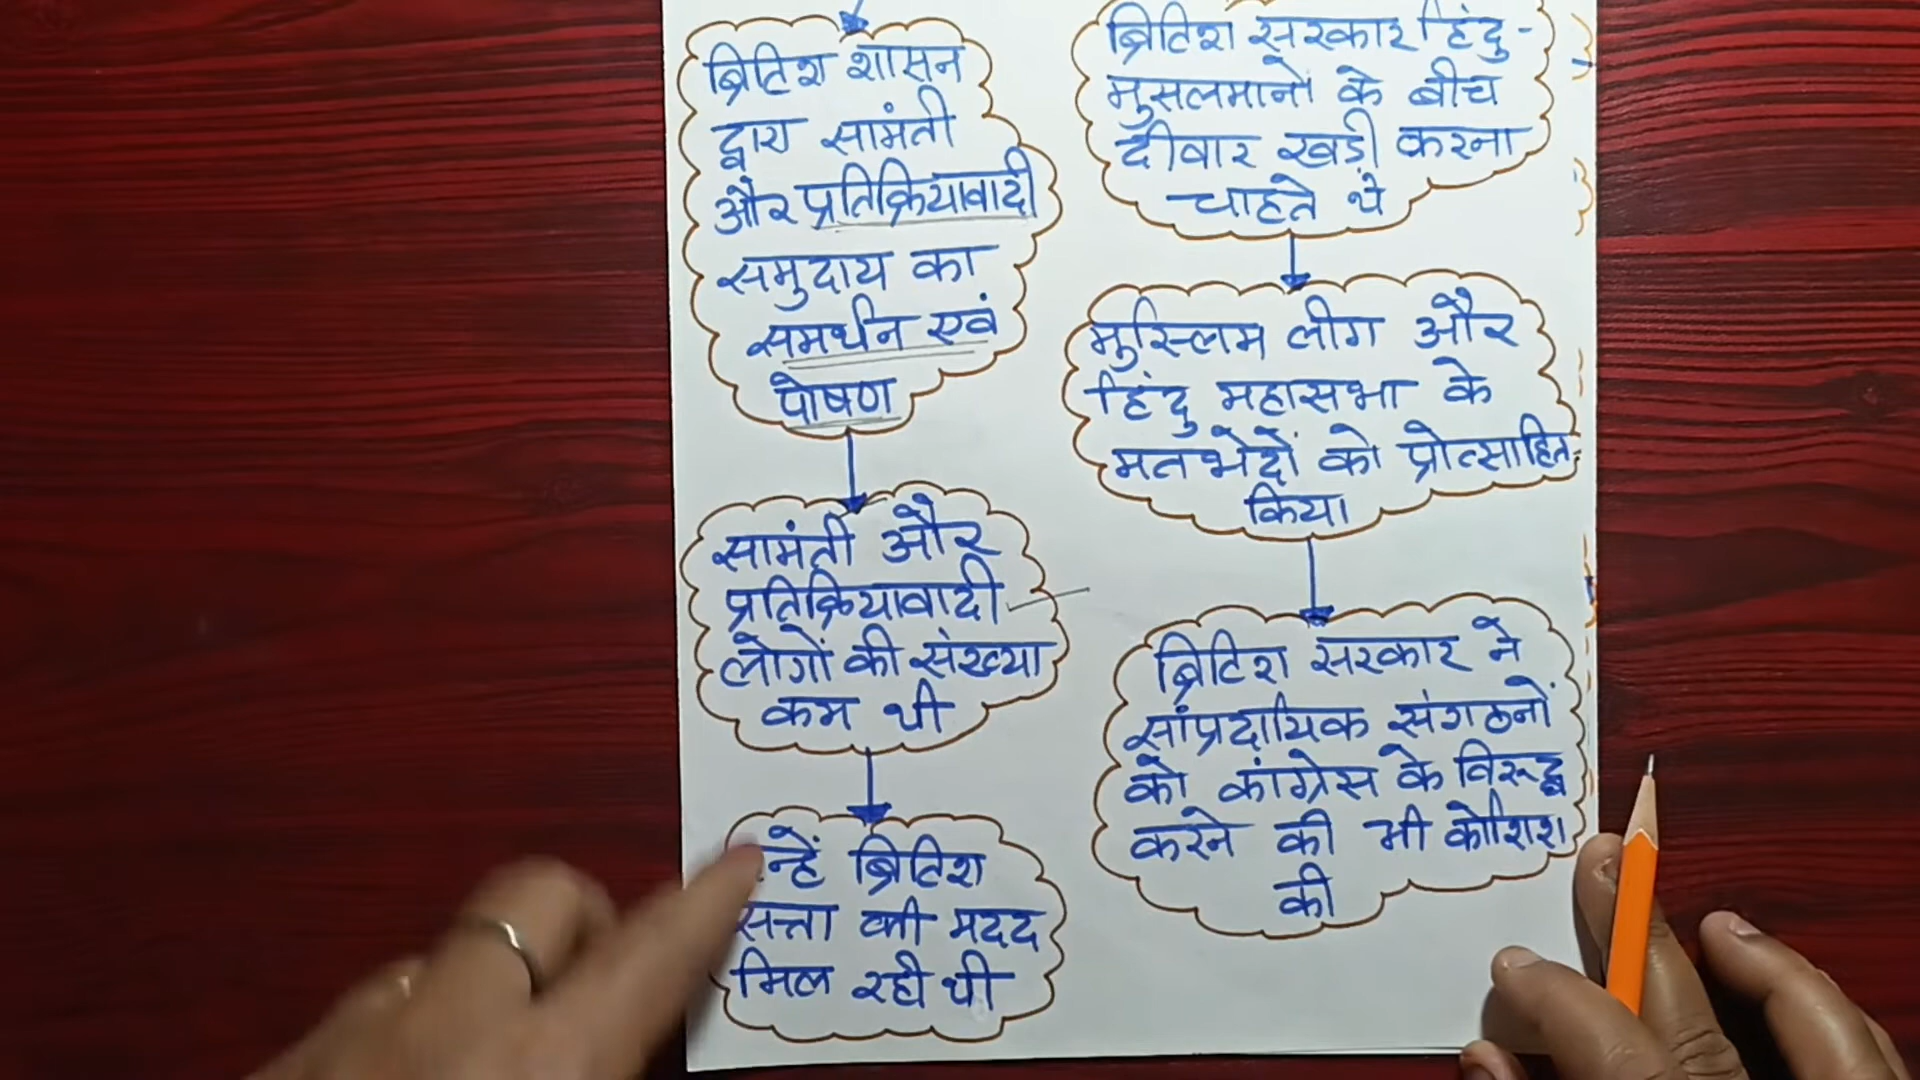 ब्रिटिश शासन
द्वारा सामंती
और प्रतिक्रियावादी
समुदाय का
समर्थन एवं
पोषण
सामंती और
प्रतिक्रियावादी
लोगों की संख्या
कम थी
ब्रिटिश
सत्ता की मदद
मिल रही थी
ब्रिटिश सरकार हिंदु-
मुसलमानों के बीच
दीवार खड़ी करना
चाहते थे
मुस्लिम लीग और
हिंदु महासभा के
मतभेदों को प्रोत्साहित
किया
ब्रिटिश सरकार ने
सांप्रदायिक संगठनों
को कांग्रेस के विरुद्ध
करने की भी कोशिश
की